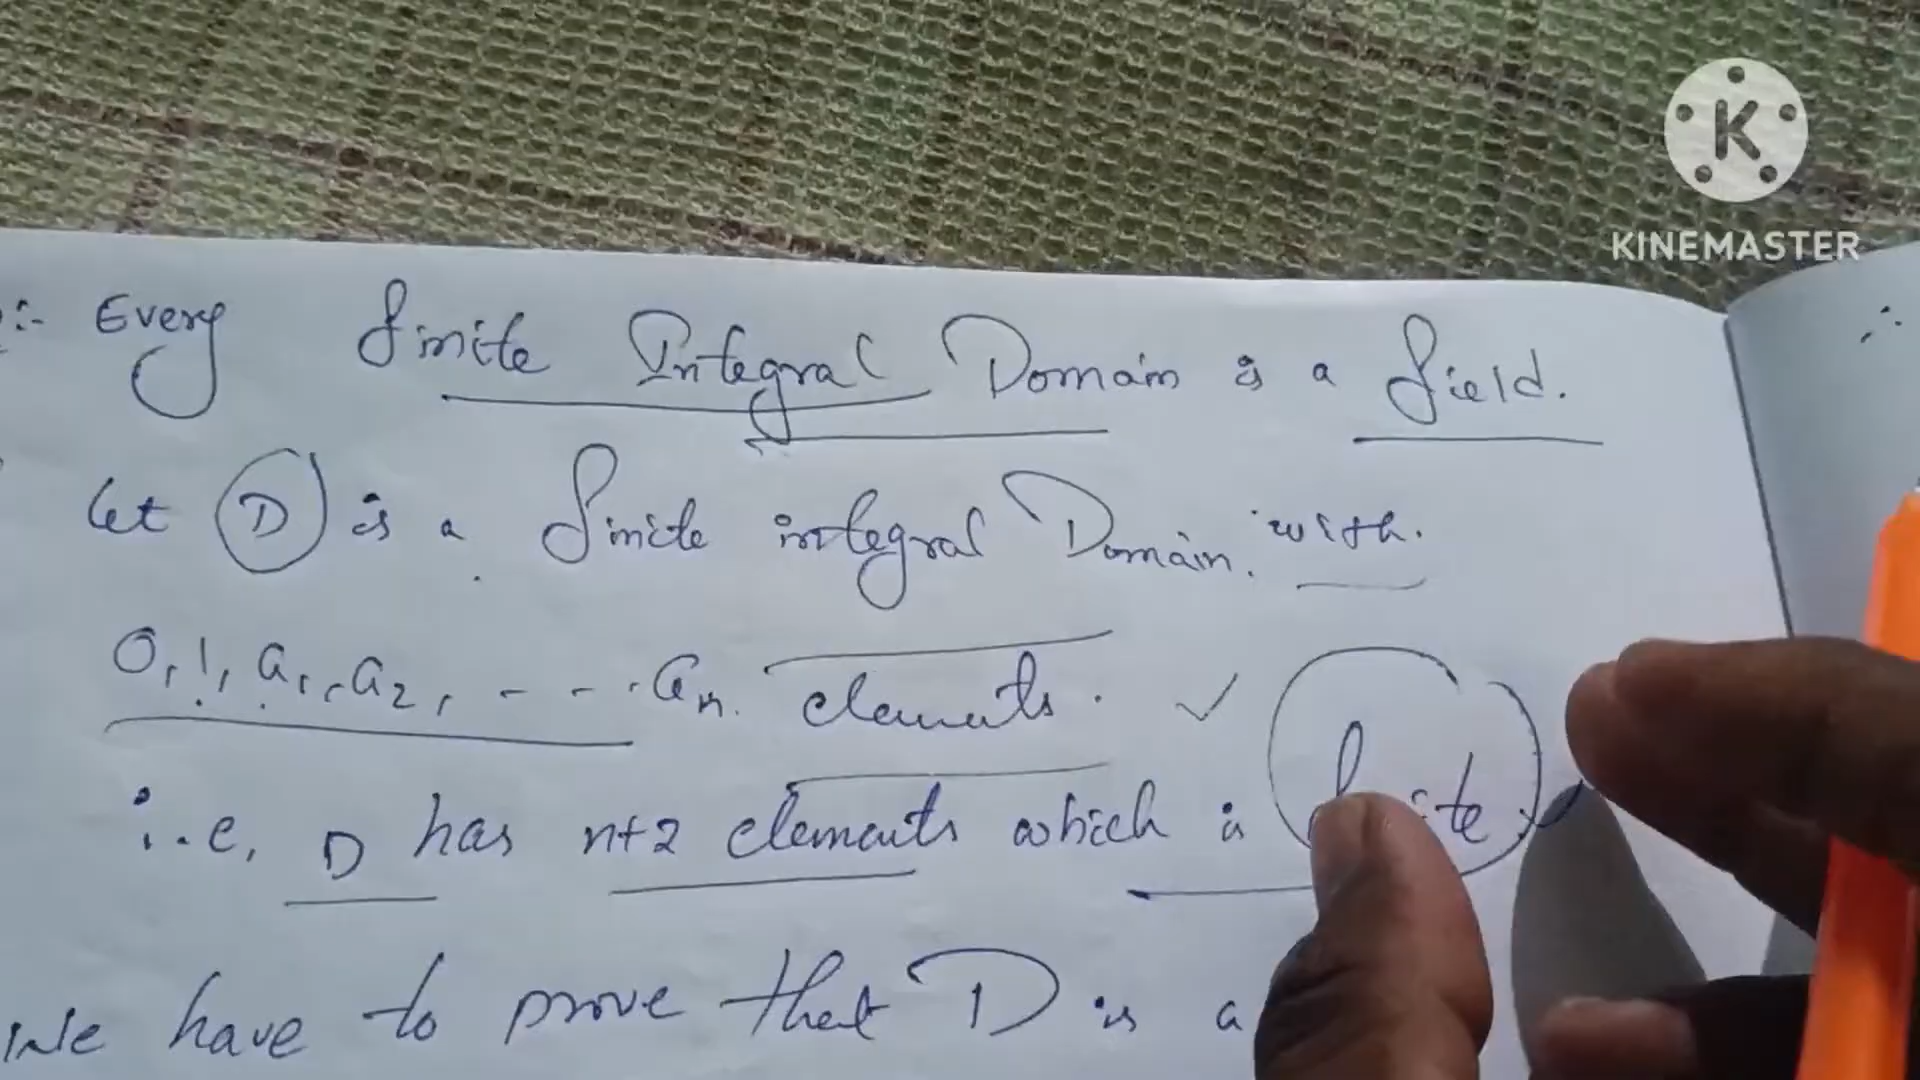 K
KINEMASTER
:- Every finite Integral Domain is a field.
Let D is a finite integral Domain. with.
0, 1, a1, a2, - - - . an. elements. ✓
i.e, D has n+2 elements which is
We have to prove that D is a